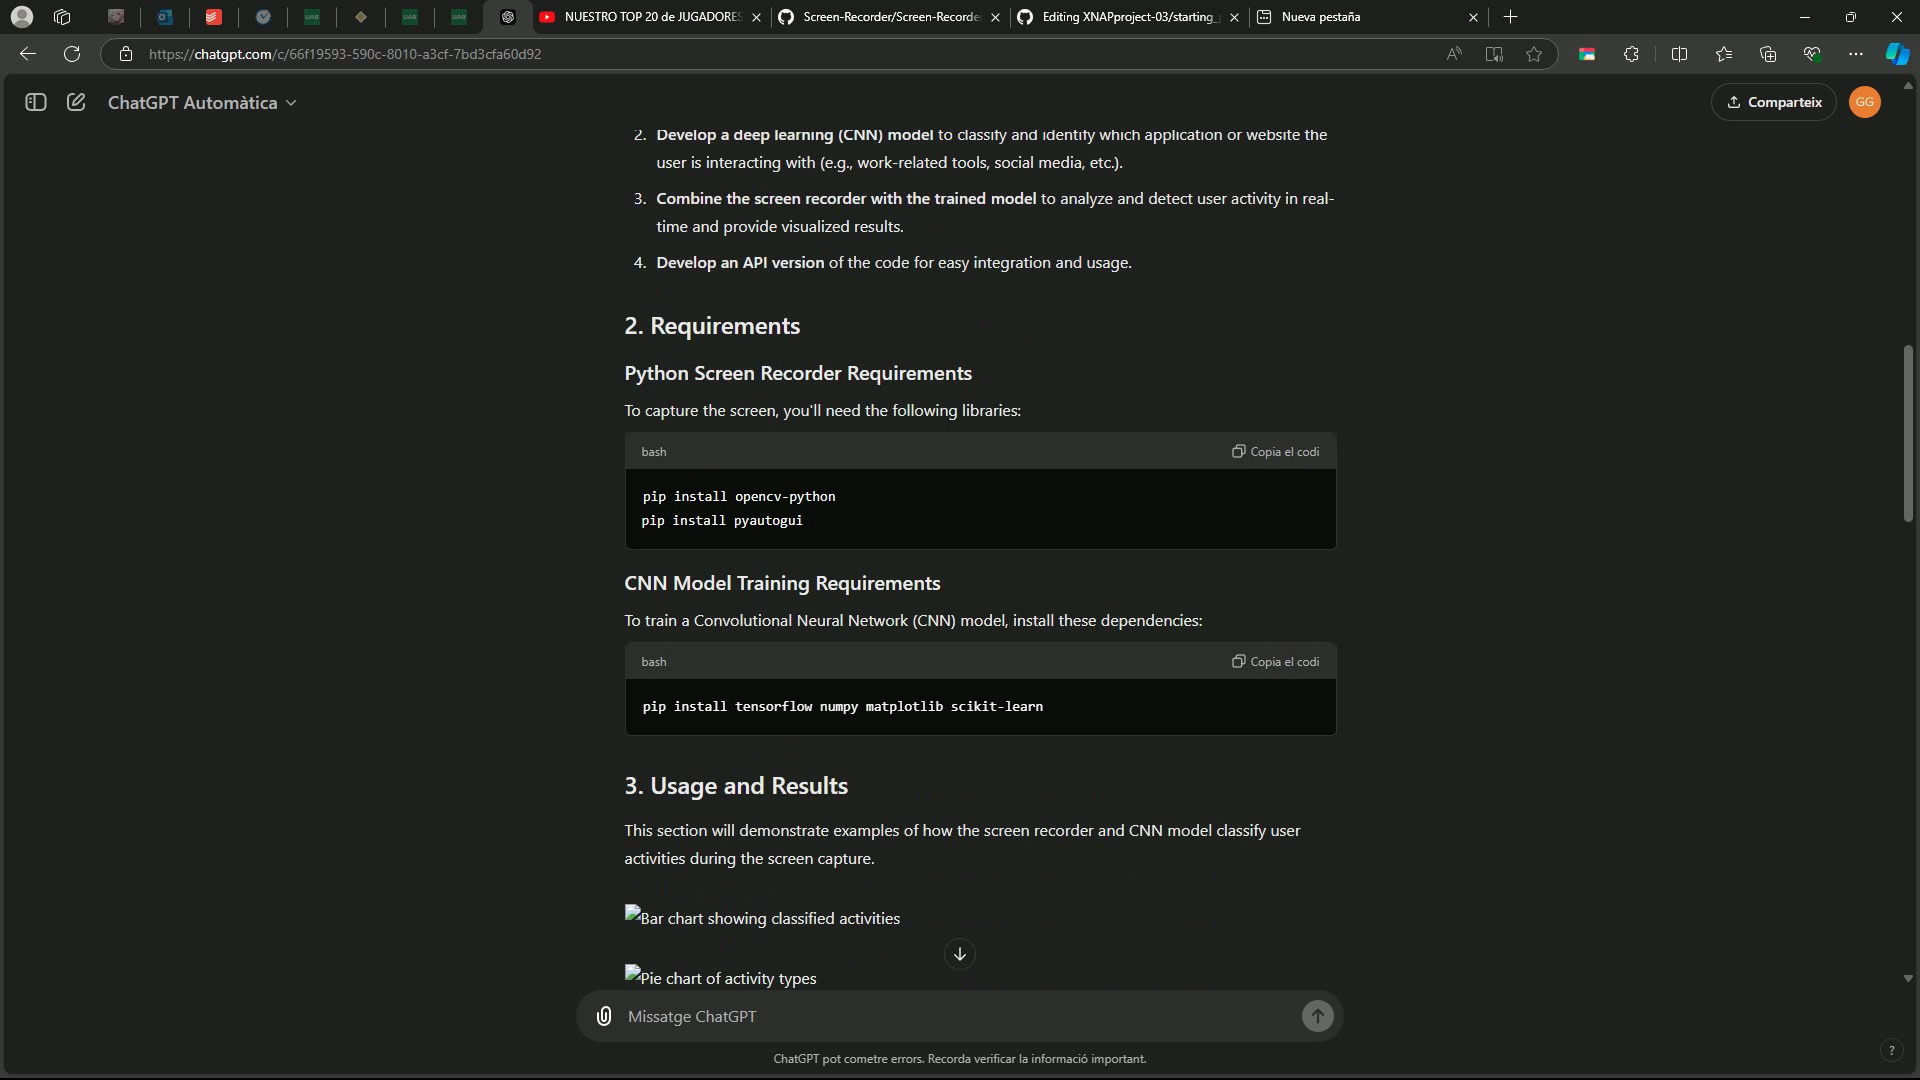 NUESTRO TOP 20 de JUGADORES
Screen-Recorder/Screen-Recorde
Editing XNAPproject-03/starting_
Nueva pestaña
https://chatgpt.com/c/66f19593-590c-8010-a3cf-7bd3cfa60d92
ChatGPT Automàtica
Comparteix
GG
2. Develop a deep learning (CNN) model to classify and identify which application or website the
user is interacting with (e.g., work-related tools, social media, etc.).
3. Combine the screen recorder with the trained model to analyze and detect user activity in real-
time and provide visualized results.
4. Develop an API version of the code for easy integration and usage.
2. Requirements
Python Screen Recorder Requirements
To capture the screen, you'll need the following libraries:
bash
Copia el codi
pip install opencv-python
pip install pyautogui
CNN Model Training Requirements
To train a Convolutional Neural Network (CNN) model, install these dependencies:
bash
Copia el codi
pip install tensorflow numpy matplotlib scikit-learn
3. Usage and Results
This section will demonstrate examples of how the screen recorder and CNN model classify user
activities during the screen capture.
Bar chart showing classified activities
Pie chart of activity types
Missatge ChatGPT
ChatGPT pot cometre errors. Recorda verificar la informació important.
?